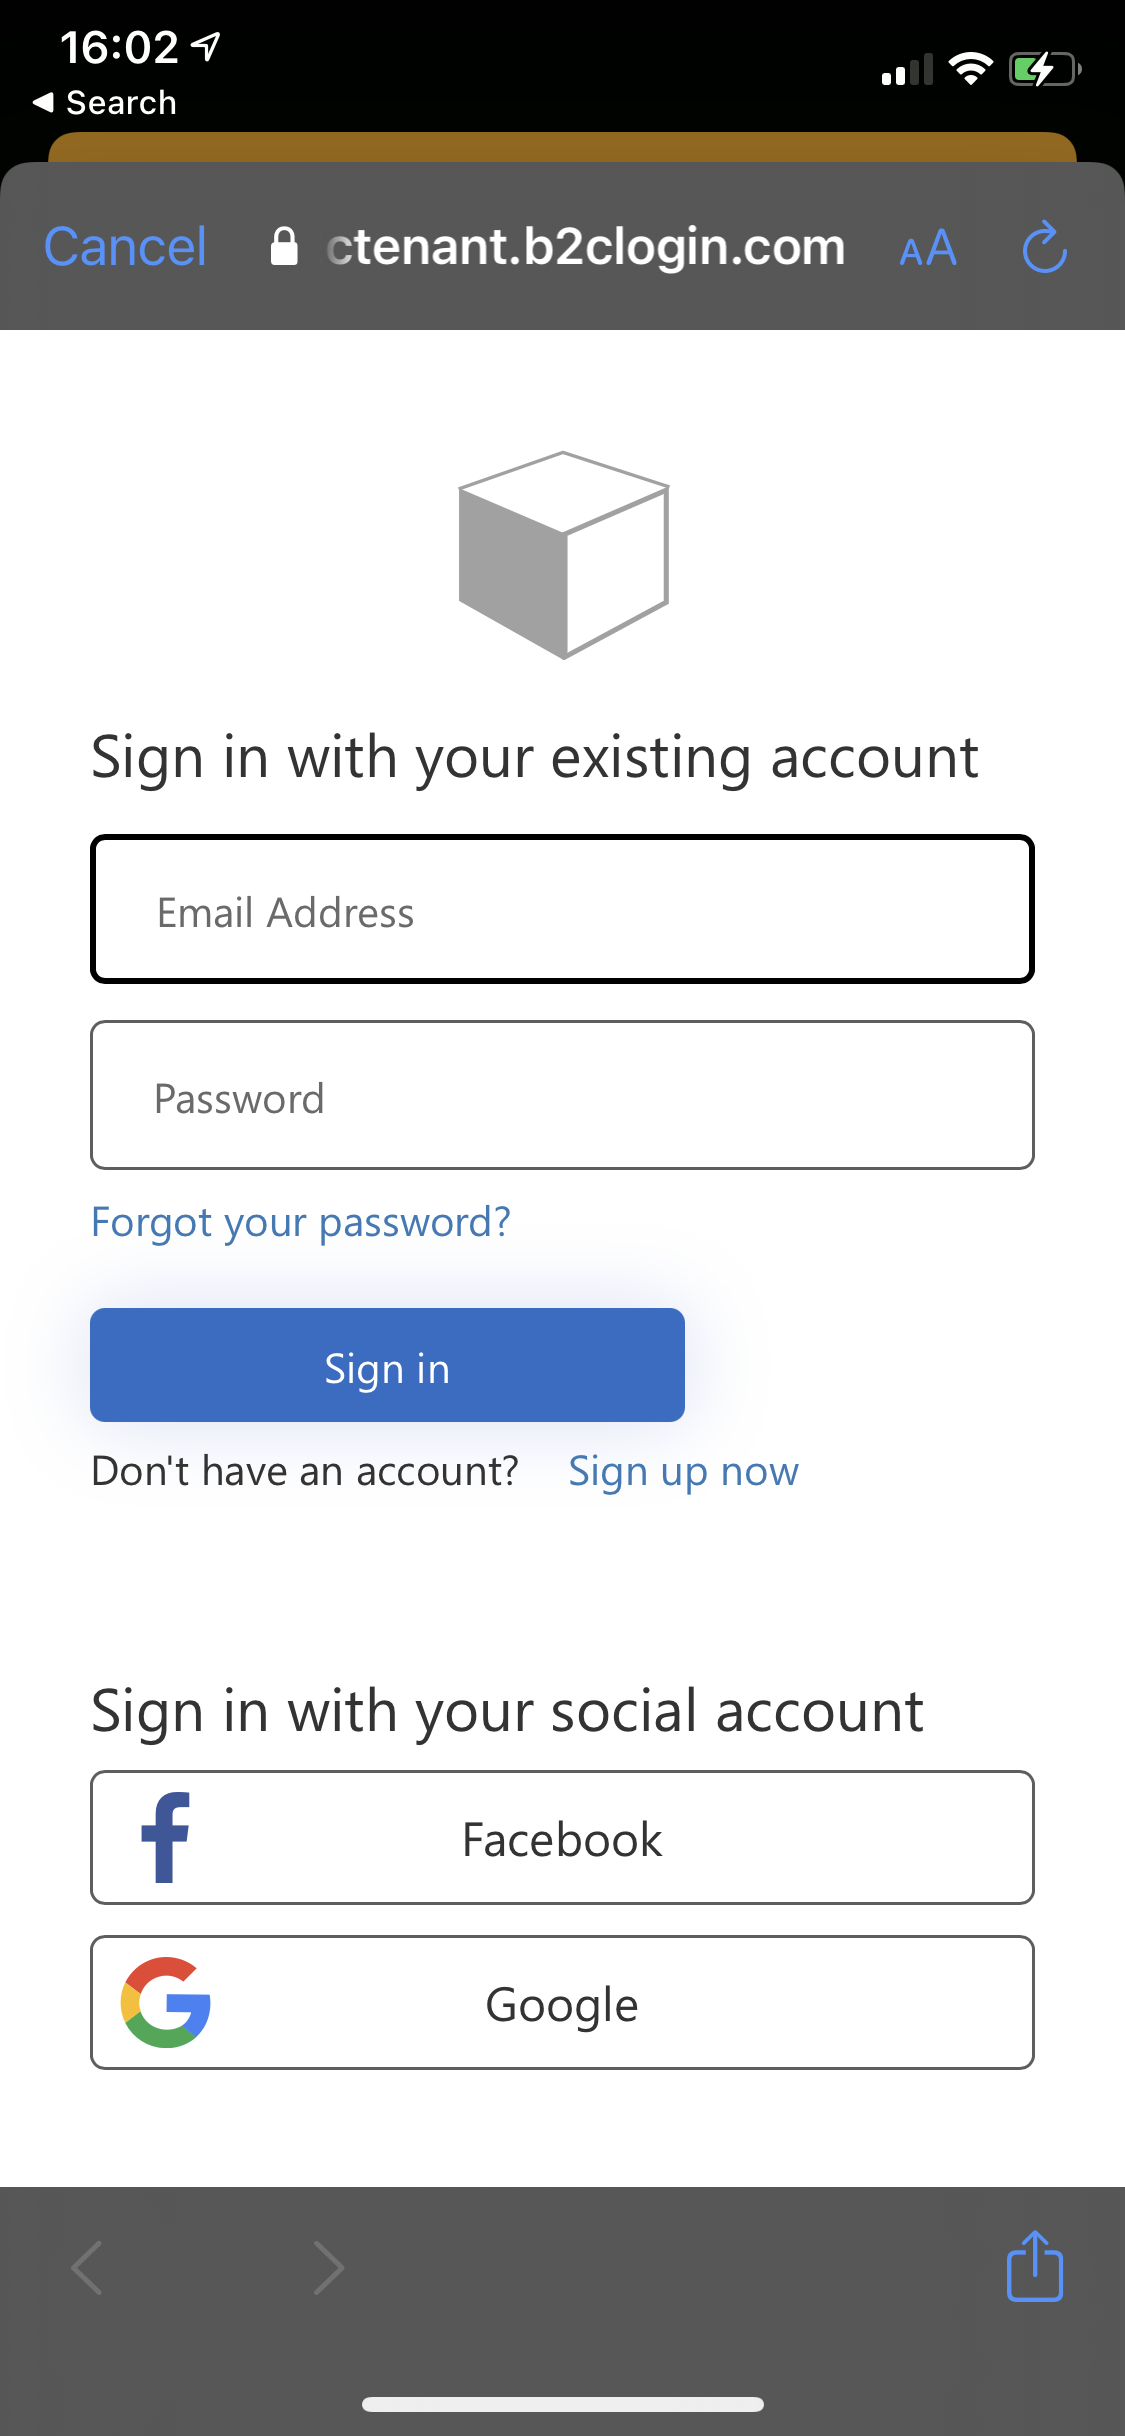 16:02
Search
Cancel
ctenant.b2clogin.com
AA
Sign in with your existing account
Email Address
Password
Forgot your password?
Sign in
Don't have an account? Sign up now
Sign in with your social account
Facebook
Google